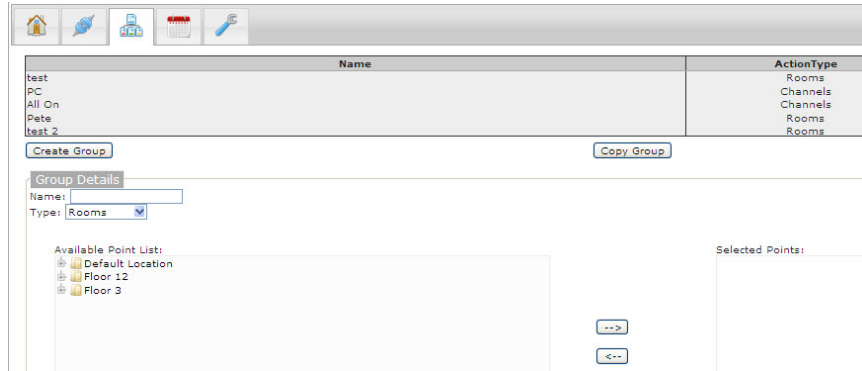 Name ActionType
test Rooms
PC Channels
All On Channels
Pete Rooms
test 2 Rooms
Create Group Copy Group
Group Details
Name:
Type: Rooms
Available Point List: Selected Points:
Default Location
Floor 12
Floor 3
-->
<--